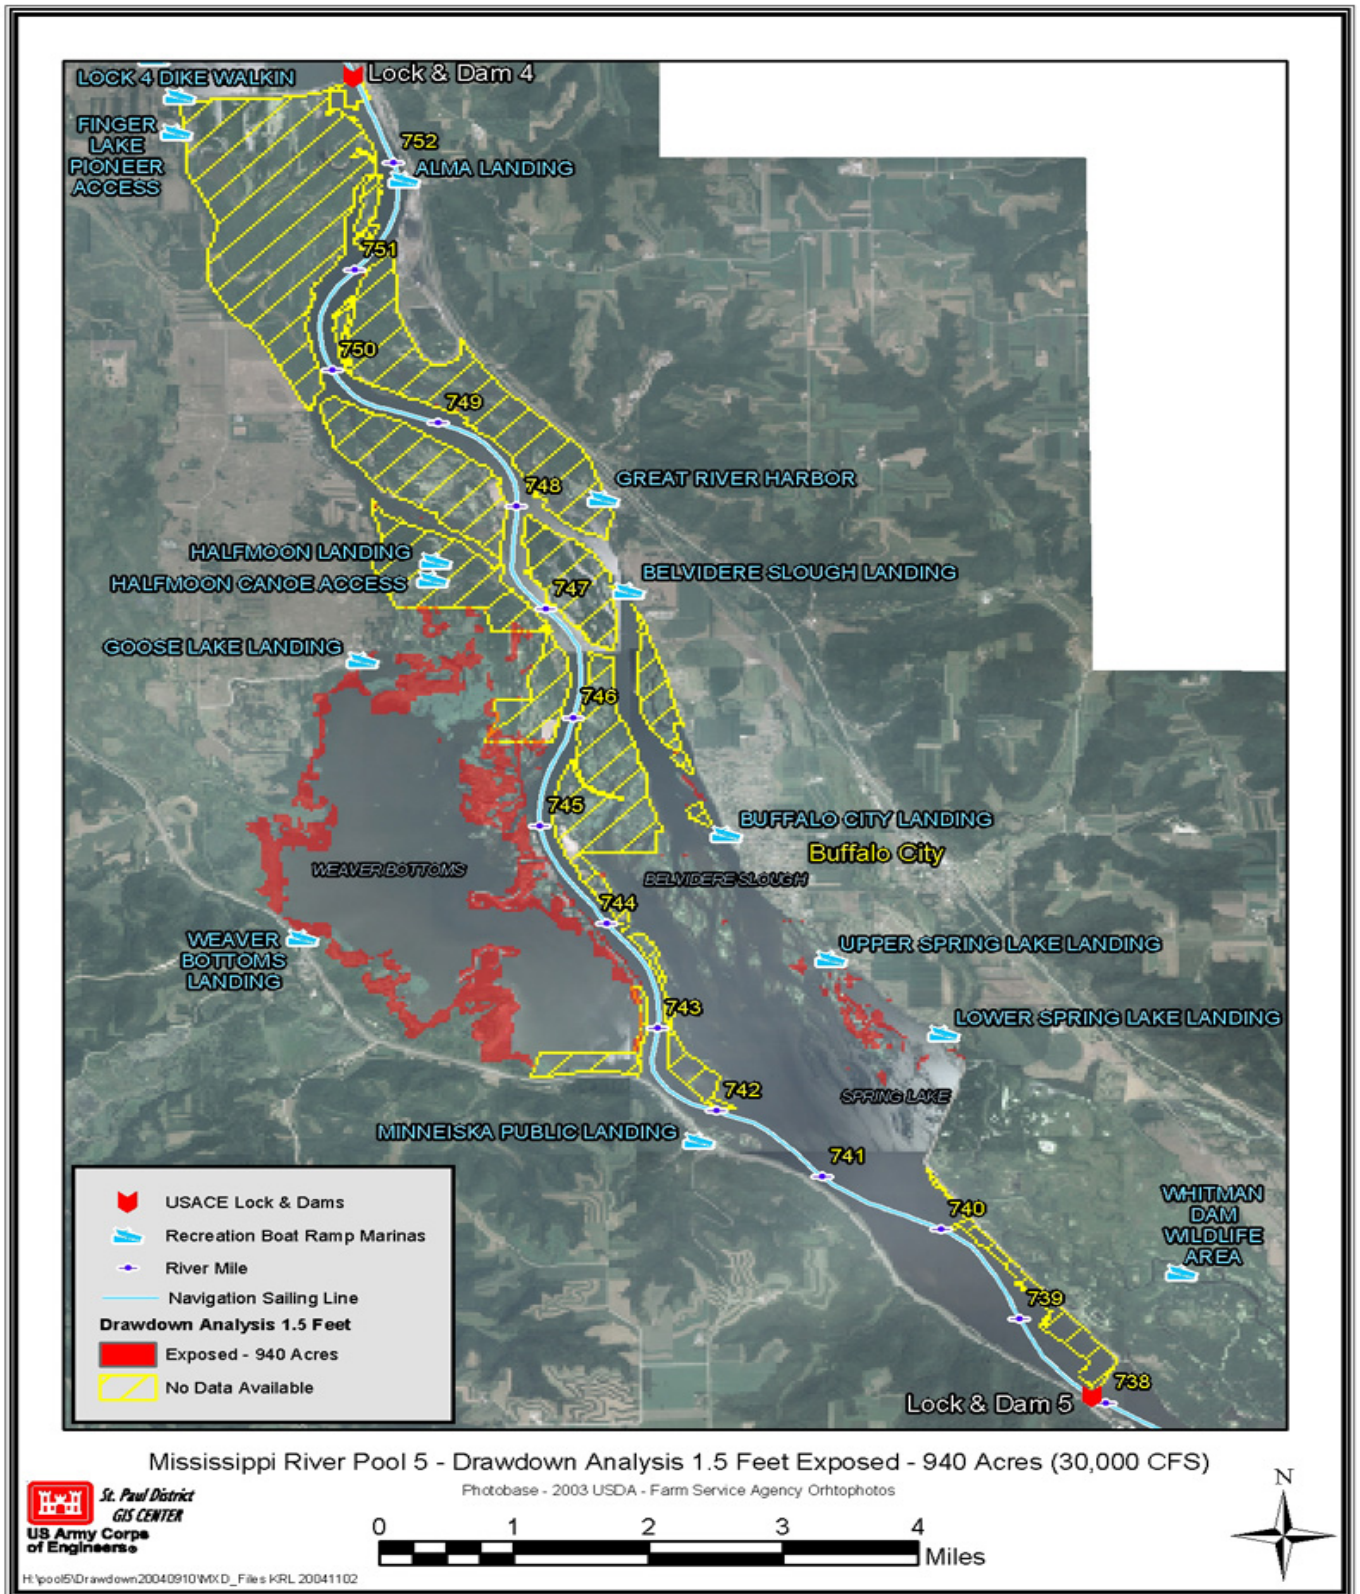 LOCK 4 DIKE WALKIN
Lock & Dam 4
FINGER
LAKE
PIONEER
ACCESS
752
ALMA LANDING
751
750
749
748
GREAT RIVER HARBOR
HALFMOON LANDING
HALFMOON CANOE ACCESS
BELVIDERE SLOUGH LANDING
747
GOOSE LAKE LANDING
746
745
BUFFALO CITY LANDING
Buffalo City
WEAVER BOTTOMS
BELVIDERE SLOUGH
744
WEAVER
BOTTOMS
LANDING
UPPER SPRING LAKE LANDING
743
LOWER SPRING LAKE LANDING
742
SPRING LAKE
MINNEISKA PUBLIC LANDING
741
740
WHITMAN
DAM
WILDLIFE
AREA
739
738
Lock & Dam 5
USACE Lock & Dams
Recreation Boat Ramp Marinas
River Mile
Navigation Sailing Line
Drawdown Analysis 1.5 Feet
Exposed - 940 Acres
No Data Available
Mississippi River Pool 5 - Drawdown Analysis 1.5 Feet Exposed - 940 Acres (30,000 CFS)
Photobase - 2003 USDA - Farm Service Agency Orhtophotos
St. Paul District
GIS CENTER
US Army Corps
of Engineers®
0 1 2 3 4
Miles
N
H:\pool5\Drawdown20040910\MXD_Files KRL 20041102